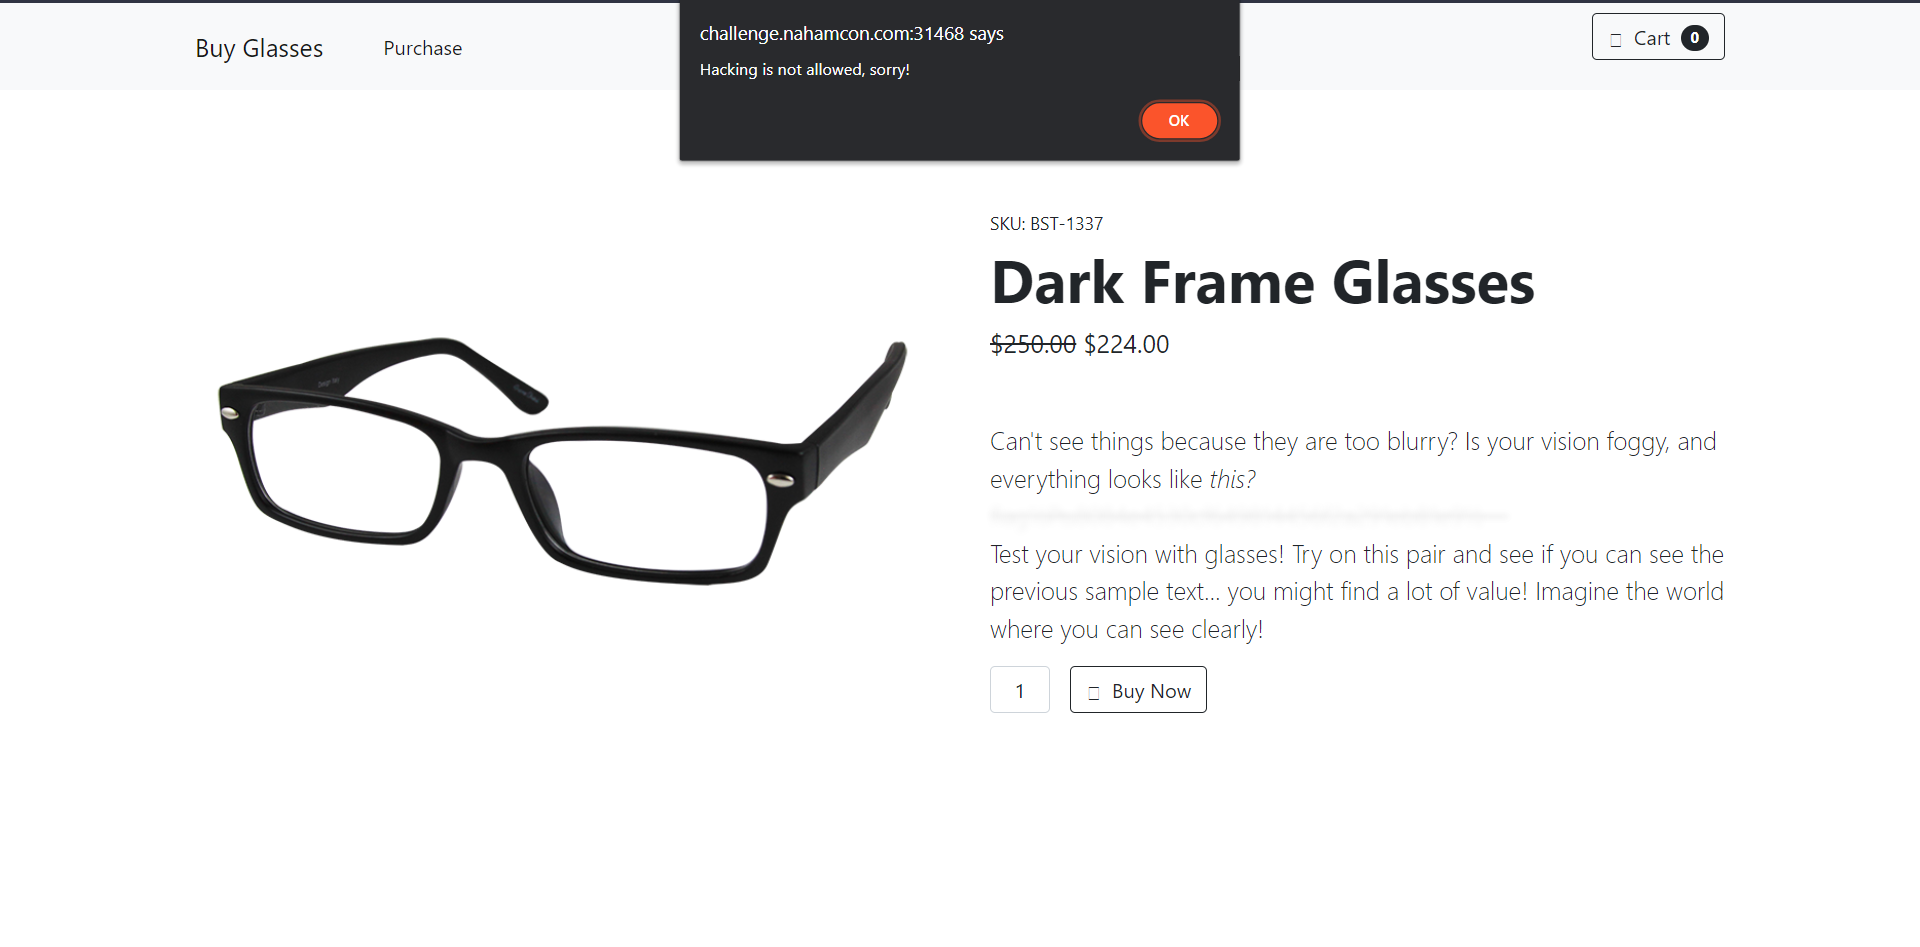 Buy Glasses
Purchase
challenge.nahamcon.com:31468 says
Hacking is not allowed, sorry!
OK
Cart 0
SKU: BST-1337
Dark Frame Glasses
$250.00 $224.00
Can't see things because they are too blurry? Is your vision foggy, and
everything looks like this?
Test your vision with glasses! Try on this pair and see if you can see the
previous sample text... you might find a lot of value! Imagine the world
where you can see clearly!
1
Buy Now